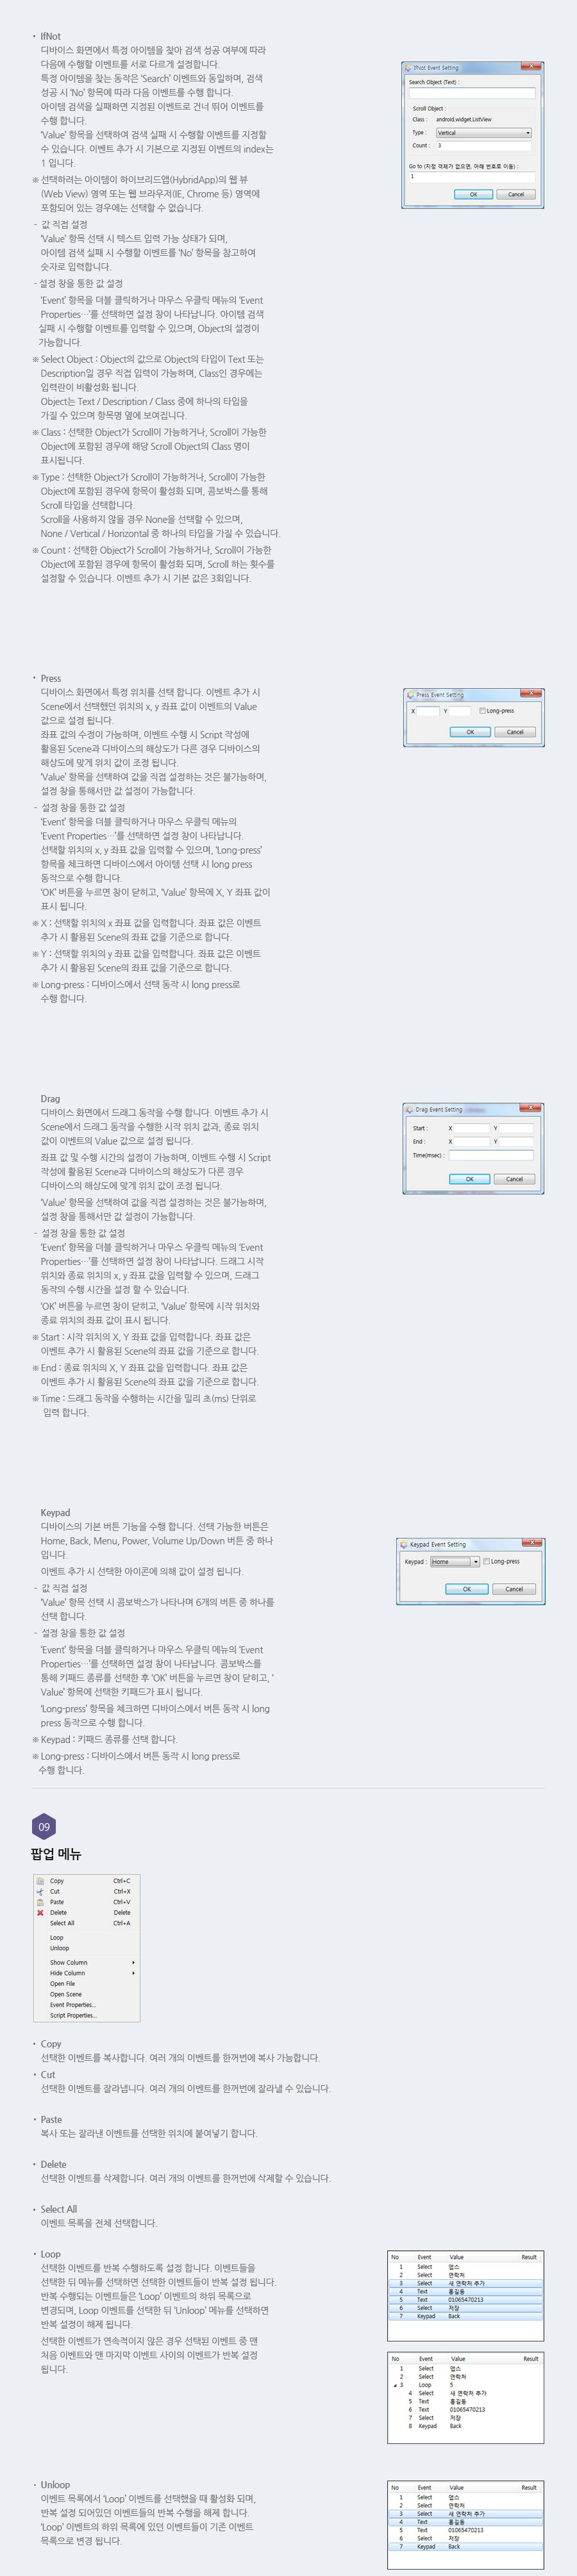 • IfNot
디바이스 화면에서 특정 아이템을 찾아 검색 성공 여부에 따라
다음에 수행할 이벤트를 서로 다르게 설정합니다.
특정 아이템을 찾는 동작은 ‘Search’ 이벤트와 동일하며, 검색
성공 시 ‘No’ 항목에 따라 다음 이벤트를 수행 합니다.
아이템 검색을 실패하면 지정된 이벤트로 건너 뛰어 이벤트를
수행 합니다.
‘Value’ 항목을 선택하여 검색 실패 시 수행할 이벤트를 지정할
수 있습니다. 이벤트 추가 시 기본으로 지정된 이벤트의 index는
1 입니다.
※ 선택하려는 아이템이 하이브리드앱(HybridApp)의 웹 뷰
(Web View) 영역 또는 웹 브라우저(IE, Chrome 등) 영역에
포함되어 있는 경우에는 선택할 수 없습니다.
- 값 직접 설정
‘Value’ 항목 선택 시 텍스트 입력 가능 상태가 되며,
아이템 검색 실패 시 수행할 이벤트를 ‘No’ 항목을 참고하여
숫자로 입력합니다.
- 설정 창을 통한 값 설정
‘Event’ 항목을 더블 클릭하거나 마우스 우클릭 메뉴의 ‘Event
Properties…’를 선택하면 설정 창이 나타납니다. 아이템 검색
실패 시 수행할 이벤트를 입력할 수 있으며, Object의 설정이
가능합니다.
※ Select Object : Object의 값으로 Object의 타입이 Text 또는
Description일 경우 직접 입력이 가능하며, Class인 경우에는
입력란이 비활성화 됩니다.
Object는 Text / Description / Class 중에 하나의 타입을
가질 수 있으며 항목명 옆에 보여집니다.
※ Class : 선택한 Object가 Scroll이 가능하거나, Scroll이 가능한
Object에 포함된 경우에 해당 Scroll Object의 Class 명이
표시됩니다.
※ Type : 선택한 Object가 Scroll이 가능하거나, Scroll이 가능한
Object에 포함된 경우에 항목이 활성화 되며, 콤보박스를 통해
Scroll 타입을 선택합니다.
Scroll을 사용하지 않을 경우 None을 선택할 수 있으며,
None / Vertical / Horizontal 중 하나의 타입을 가질 수 있습니다.
※ Count : 선택한 Object가 Scroll이 가능하거나, Scroll이 가능한
Object에 포함된 경우에 항목이 활성화 되며, Scroll 하는 횟수를
설정할 수 있습니다. 이벤트 추가 시 기본 값은 3회입니다.
IfNot Event Setting
Search Object (Text) :
Scroll Object :
Class : android.widget.ListView
Type : Vertical
Count : 3
Go to (지정 객체가 없으면, 아래 번호로 이동) :
1
OK Cancel
• Press
디바이스 화면에서 특정 위치를 선택 합니다. 이벤트 추가 시
Scene에서 선택했던 위치의 x, y 좌표 값이 이벤트의 Value
값으로 설정 됩니다.
좌표 값의 수정이 가능하며, 이벤트 수행 시 Script 작성에
활용된 Scene과 디바이스의 해상도가 다른 경우 디바이스의
해상도에 맞게 위치 값이 조정 됩니다.
‘Value’ 항목을 선택하여 값을 직접 설정하는 것은 불가능하며,
설정 창을 통해서만 값 설정이 가능합니다.
- 설정 창을 통한 값 설정
‘Event’ 항목을 더블 클릭하거나 마우스 우클릭 메뉴의
‘Event Properties…’를 선택하면 설정 창이 나타납니다.
선택할 위치의 x, y 좌표 값을 입력할 수 있으며, ‘Long-press’
항목을 체크하면 디바이스에서 아이템 선택 시 long press
동작으로 수행 합니다.
‘OK’ 버튼을 누르면 창이 닫히고, ‘Value’ 항목에 X, Y 좌표 값이
표시 됩니다.
※ X : 선택할 위치의 x 좌표 값을 입력합니다. 좌표 값은 이벤트
추가 시 활용된 Scene의 좌표 값을 기준으로 합니다.
※ Y : 선택할 위치의 y 좌표 값을 입력합니다. 좌표 값은 이벤트
추가 시 활용된 Scene의 좌표 값을 기준으로 합니다.
※ Long-press : 디바이스에서 선택 동작 시 long press로
수행 합니다.
Press Event Setting
X Y Long-press
OK Cancel
Drag
디바이스 화면에서 드래그 동작을 수행 합니다. 이벤트 추가 시
Scene에서 드래그 동작을 수행한 시작 위치 값과, 종료 위치
값이 이벤트의 Value 값으로 설정 됩니다.
좌표 값 및 수행 시간의 설정이 가능하며, 이벤트 수행 시 Script
작성에 활용된 Scene과 디바이스의 해상도가 다른 경우
디바이스의 해상도에 맞게 위치 값이 조정 됩니다.
‘Value’ 항목을 선택하여 값을 직접 설정하는 것은 불가능하며,
설정 창을 통해서만 값 설정이 가능합니다.
- 설정 창을 통한 값 설정
‘Event’ 항목을 더블 클릭하거나 마우스 우클릭 메뉴의 ‘Event
Properties…’를 선택하면 설정 창이 나타납니다. 드래그 시작
위치와 종료 위치의 x, y 좌표 값을 입력할 수 있으며, 드래그
동작의 수행 시간을 설정 할 수 있습니다.
‘OK’ 버튼을 누르면 창이 닫히고, ‘Value’ 항목에 시작 위치와
종료 위치의 좌표 값이 표시 됩니다.
※ Start : 시작 위치의 X, Y 좌표 값을 입력합니다. 좌표 값은
이벤트 추가 시 활용된 Scene의 좌표 값을 기준으로 합니다.
※ End : 종료 위치의 X, Y 좌표 값을 입력합니다. 좌표 값은
이벤트 추가 시 활용된 Scene의 좌표 값을 기준으로 합니다.
※ Time : 드래그 동작을 수행하는 시간을 밀리 초(ms) 단위로
입력 합니다.
Drag Event Setting
Start : X Y
End : X Y
Time(msec) :
OK Cancel
Keypad
디바이스의 기본 버튼 기능을 수행 합니다. 선택 가능한 버튼은
Home, Back, Menu, Power, Volume Up/Down 버튼 중 하나
입니다.
이벤트 추가 시 선택한 아이콘에 의해 값이 설정 됩니다.
- 값 직접 설정
‘Value’ 항목 선택 시 콤보박스가 나타나며 6개의 버튼 중 하나를
선택 합니다.
- 설정 창을 통한 값 설정
‘Event’ 항목을 더블 클릭하거나 마우스 우클릭 메뉴의 ‘Event
Properties…’를 선택하면 설정 창이 나타납니다. 콤보박스를
통해 키패드 종류를 선택한 후 ‘OK’ 버튼을 누르면 창이 닫히고, ‘
Value’ 항목에 선택한 키패드가 표시 됩니다.
‘Long-press’ 항목을 체크하면 디바이스에서 버튼 동작 시 long
press 동작으로 수행 합니다.
※ Keypad : 키패드 종류를 선택 합니다.
※ Long-press : 디바이스에서 버튼 동작 시 long press로
수행 합니다.
Keypad Event Setting
Keypad : Home Long-press
OK Cancel
09
팝업 메뉴
Copy Ctrl+C
Cut Ctrl+X
Paste Ctrl+V
Delete Delete
Select All Ctrl+A
Loop
Unloop
Show Column
Hide Column
Open File
Open Scene
Event Properties...
Script Properties...
• Copy
선택한 이벤트를 복사합니다. 여러 개의 이벤트를 한꺼번에 복사 가능합니다.
• Cut
선택한 이벤트를 잘라냅니다. 여러 개의 이벤트를 한꺼번에 잘라낼 수 있습니다.
• Paste
복사 또는 잘라낸 이벤트를 선택한 위치에 붙여넣기 합니다.
• Delete
선택한 이벤트를 삭제합니다. 여러 개의 이벤트를 한꺼번에 삭제할 수 있습니다.
• Select All
이벤트 목록을 전체 선택합니다.
• Loop
선택한 이벤트를 반복 수행하도록 설정 합니다. 이벤트들을
선택한 뒤 메뉴를 선택하면 선택한 이벤트들이 반복 설정 됩니다.
반복 수행되는 이벤트들은 ‘Loop’ 이벤트의 하위 목록으로
변경되며, Loop 이벤트를 선택한 뒤 ‘Unloop’ 메뉴를 선택하면
반복 설정이 해제 됩니다.
선택한 이벤트가 연속적이지 않은 경우 선택된 이벤트 중 맨
처음 이벤트와 맨 마지막 이벤트 사이의 이벤트가 반복 설정
됩니다.
No Event Value Result
1 Select 앱스
2 Select 연락처
3 Select 새 연락처 추가
4 Text 홍길동
5 Text 01065470213
6 Select 저장
7 Keypad Back
No Event Value Result
1 Select 앱스
2 Select 연락처
3 Loop 5
4 Select 새 연락처 추가
5 Text 홍길동
6 Text 01065470213
7 Select 저장
8 Keypad Back
• Unloop
이벤트 목록에서 ‘Loop’ 이벤트를 선택했을 때 활성화 되며,
반복 설정 되어있던 이벤트들의 반복 수행을 해제 합니다.
‘Loop’ 이벤트의 하위 목록에 있던 이벤트들이 기존 이벤트
목록으로 변경 됩니다.
No Event Value Result
1 Select 앱스
2 Select 연락처
3 Select 새 연락처 추가
4 Text 홍길동
5 Text 01065470213
6 Select 저장
7 Keypad Back